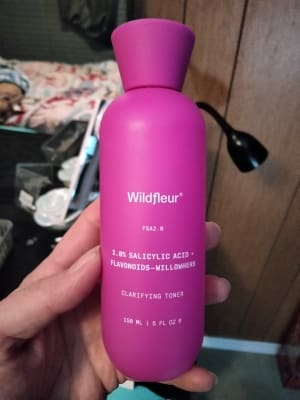 Wildfleur®
FSA2.0
2.0% SALICYLIC ACID +
FLAVONOIDS—WILLOWHERB
CLARIFYING TONER
150 ML | 5 FL OZ ℮